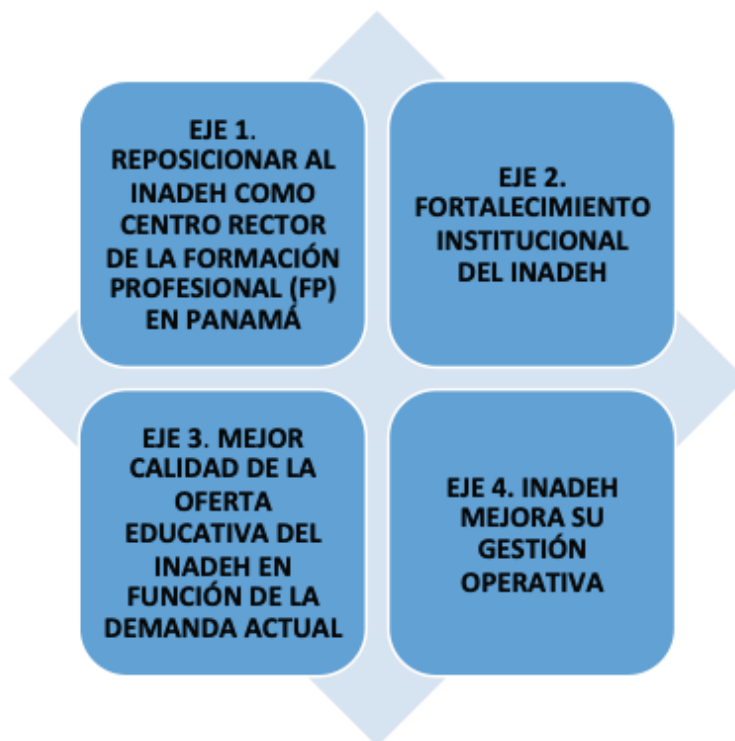 EJE 1.
REPOSICIONAR AL
INADEH COMO
CENTRO RECTOR
DE LA FORMACIÓN
PROFESIONAL (FP)
EN PANAMÁ
EJE 2.
FORTALECIMIENTO
INSTITUCIONAL
DEL INADEH
EJE 3. MEJOR
CALIDAD DE LA
OFERTA
EDUCATIVA DEL
INADEH EN
FUNCIÓN DE LA
DEMANDA ACTUAL
EJE 4. INADEH
MEJORA SU
GESTIÓN
OPERATIVA